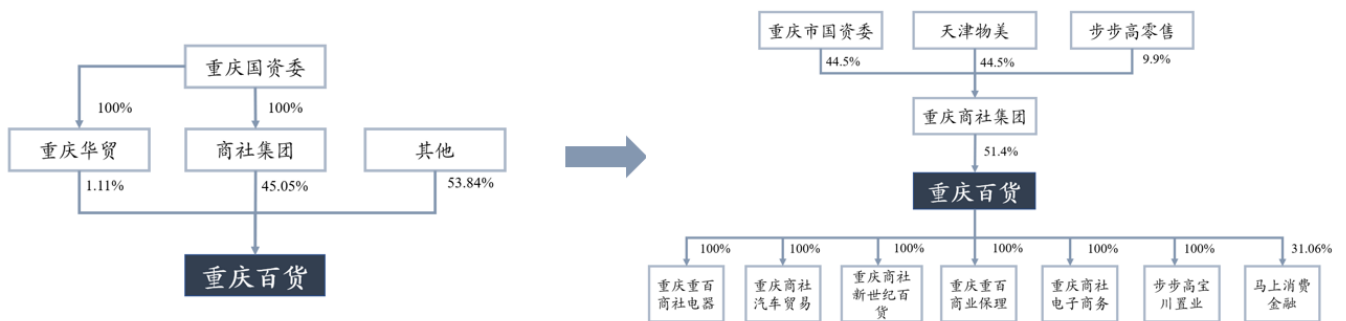 重庆国资委
100%
100%
重庆华贸
商社集团
其他
1.11%
45.05%
53.84%
重庆百货
重庆市国资委
天津物美
步步高零售
44.5%
44.5%
9.9%
重庆商社集团
51.4%
重庆百货
100%
100%
100%
100%
100%
100%
31.06%
重庆重百
商社电器
重庆商社
汽车贸易
重庆商社
新世纪百
货
重庆重百
商业保理
重庆商社
电子商务
步步高宝
川置业
马上消费
金融